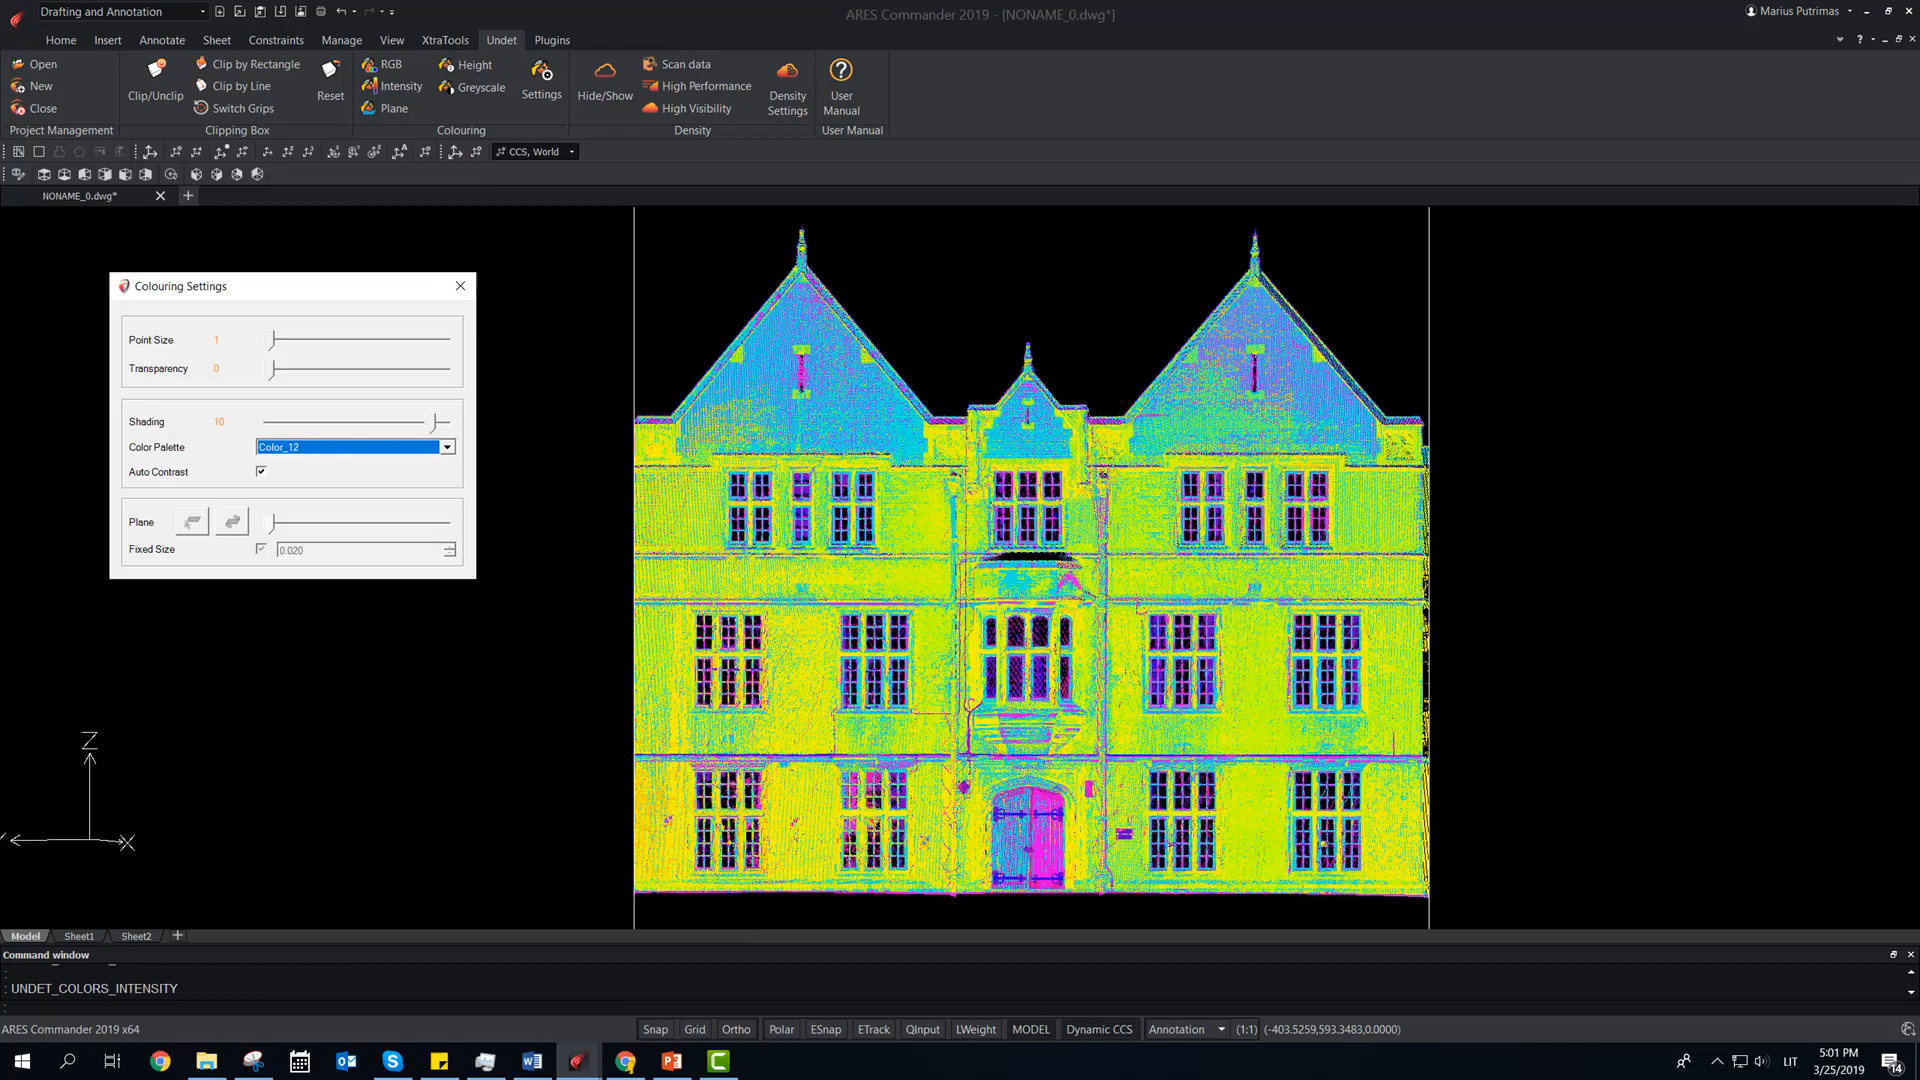 Drafting and Annotation
ARES Commander 2019 - [NONAME_0.dwg*]
Marius Putrimas
Home Insert Annotate Sheet Constraints Manage View XtraTools Undet Plugins
Open
New
Close
Project Management
Clip/Unclip
Clip by Rectangle
Clip by Line
Switch Grips
Reset
Clipping Box
RGB
Intensity
Plane
Height
Greyscale
Settings
Colouring
Hide/Show
Scan data
High Performance
High Visibility
Density
Settings
Density
User
Manual
User Manual
CCS, World
NONAME_0.dwg*
Colouring Settings
Point Size 1
Transparency 0
Shading 10
Color Palette Color_12
Auto Contrast
Plane
Fixed Size 0.020
Z
X
Model Sheet1 Sheet2
Command window
:
: UNDET_COLORS_INTENSITY
:
ARES Commander 2019 x64
Snap Grid Ortho Polar ESnap ETrack QInput LWeight MODEL Dynamic CCS Annotation (1:1) (-403.5259,593.3483,0.0000)
LIT
5:01 PM
3/25/2019
14